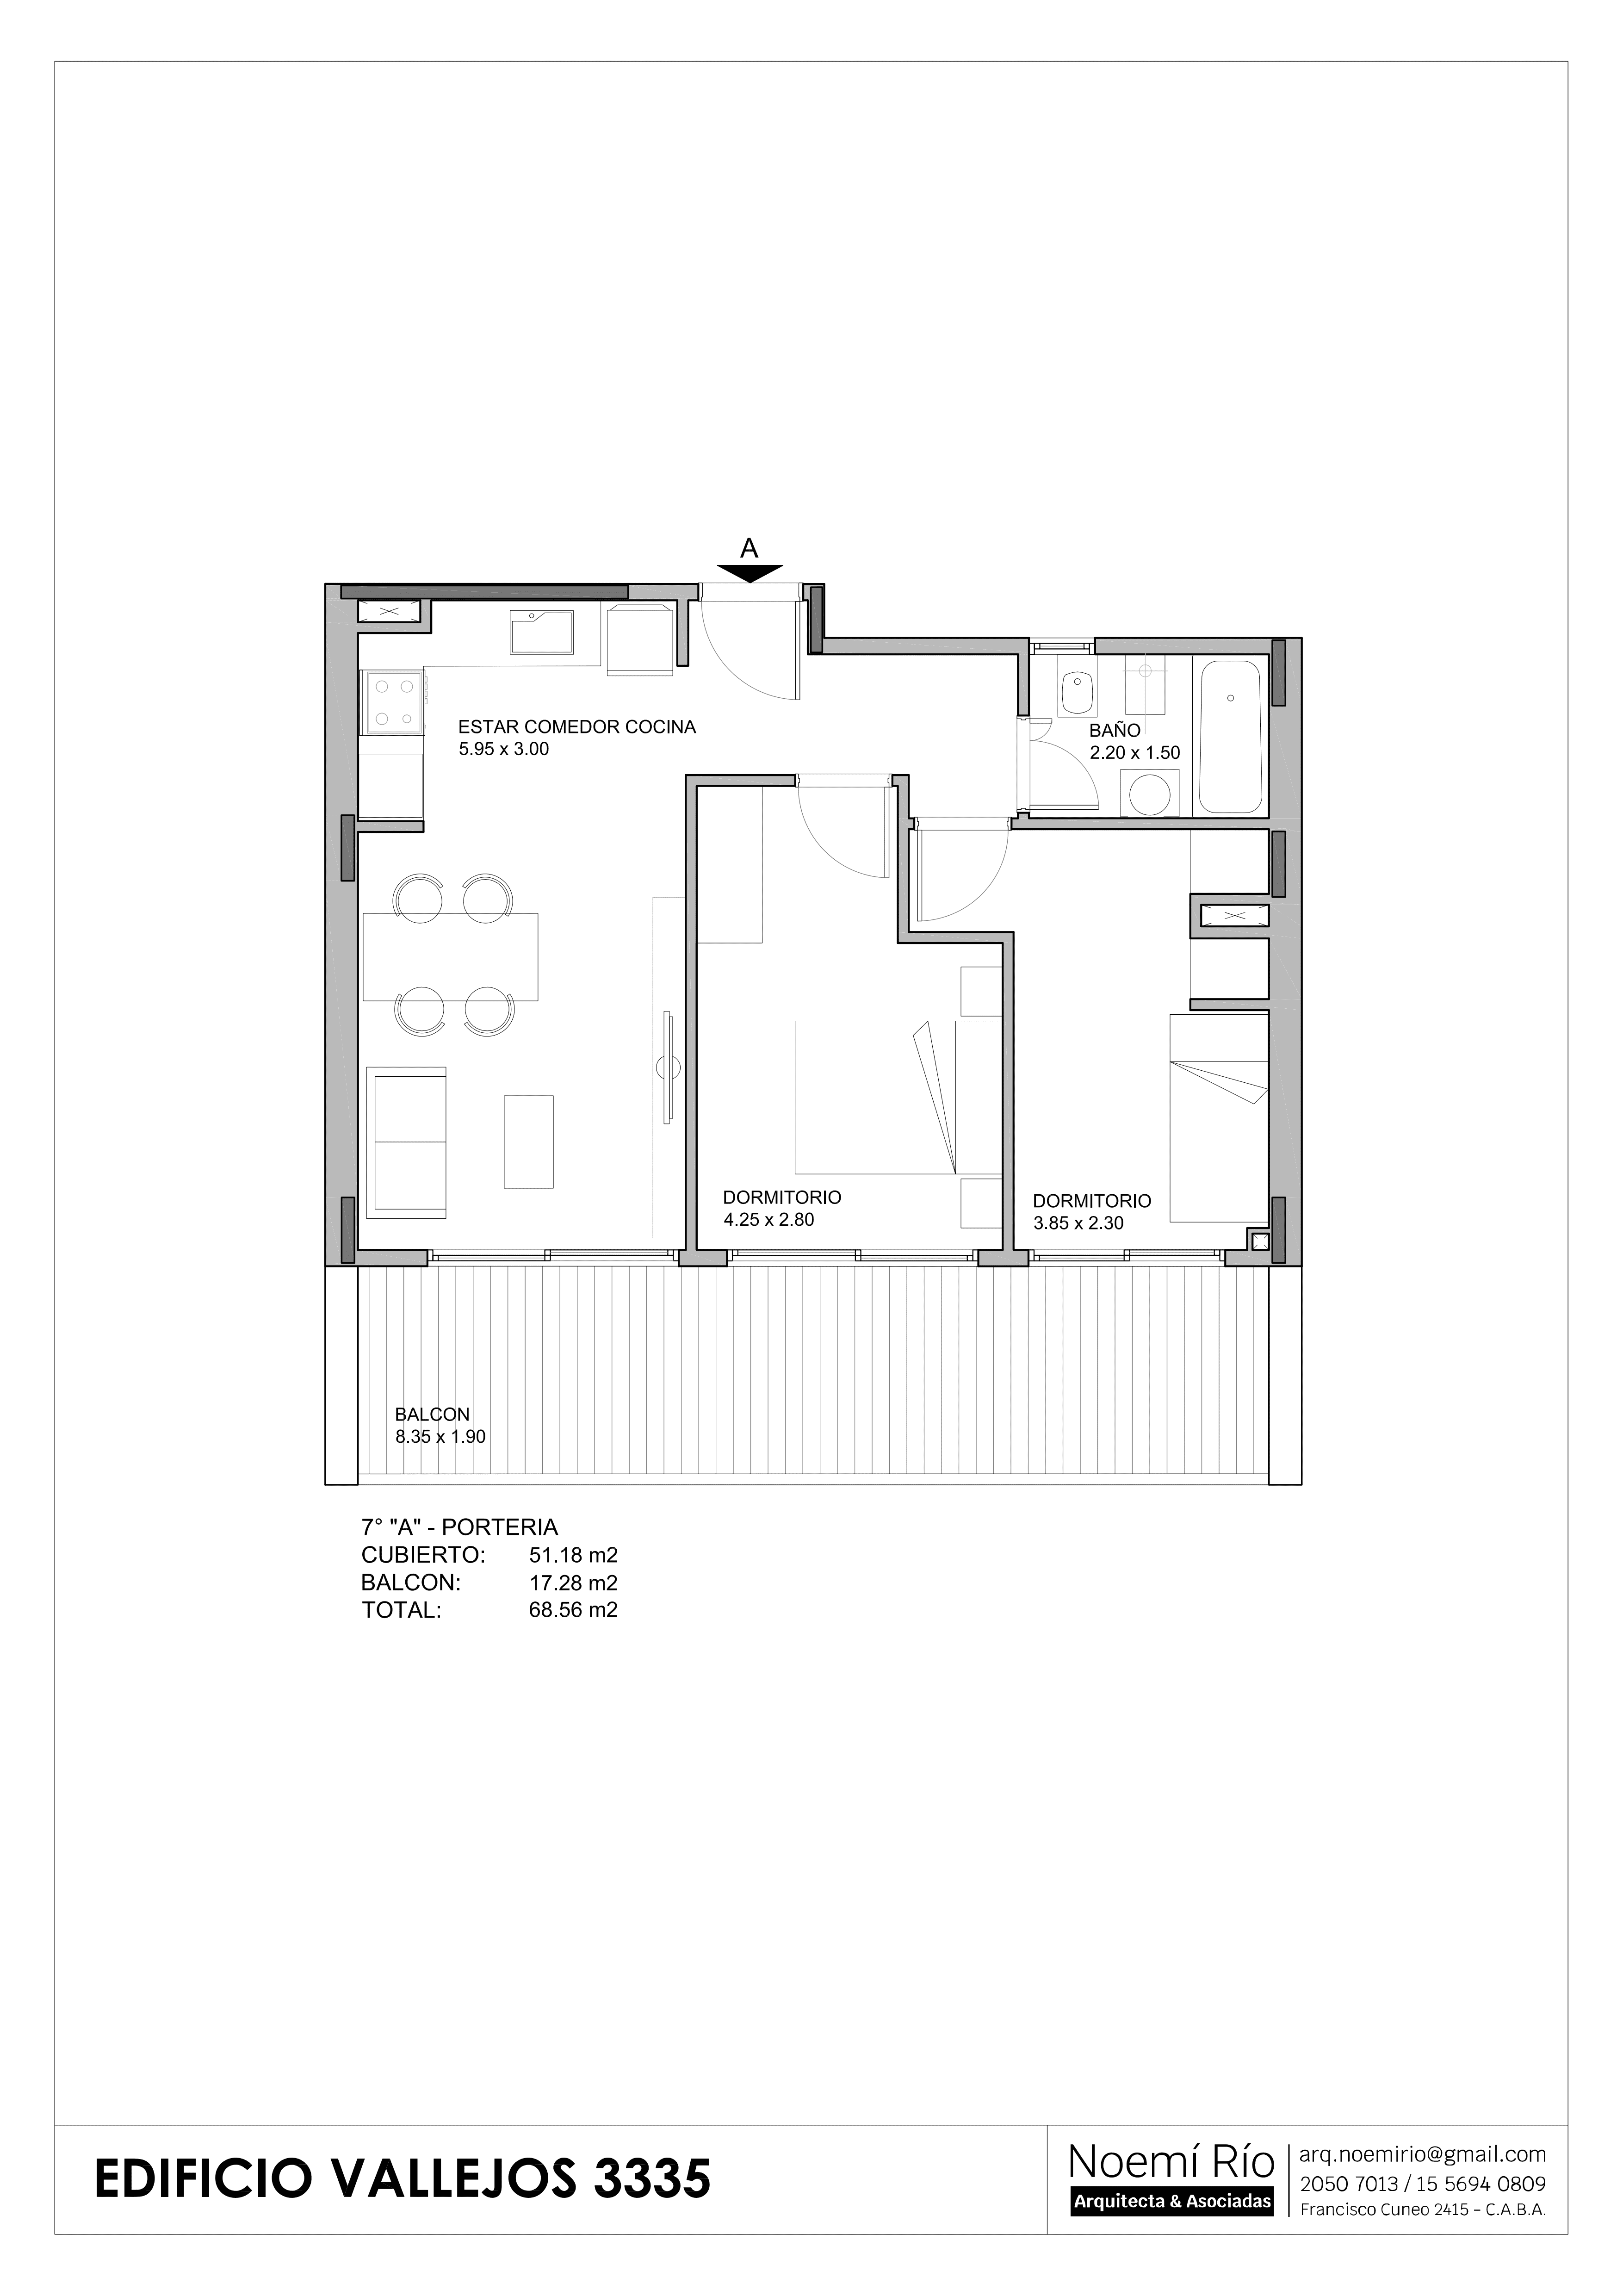 A
ESTAR COMEDOR COCINA
5.95 x 3.00
BAÑO
2.20 x 1.50
DORMITORIO
4.25 x 2.80
DORMITORIO
3.85 x 2.30
BALCON
8.35 x 1.90
7° "A" - PORTERIA
CUBIERTO: 51.18 m2
BALCON: 17.28 m2
TOTAL: 68.56 m2
EDIFICIO VALLEJOS 3335
Noemí Río
Arquitecta & Asociadas
arq.noemirio@gmail.com
2050 7013 / 15 5694 0809
Francisco Cuneo 2415 - C.A.B.A.